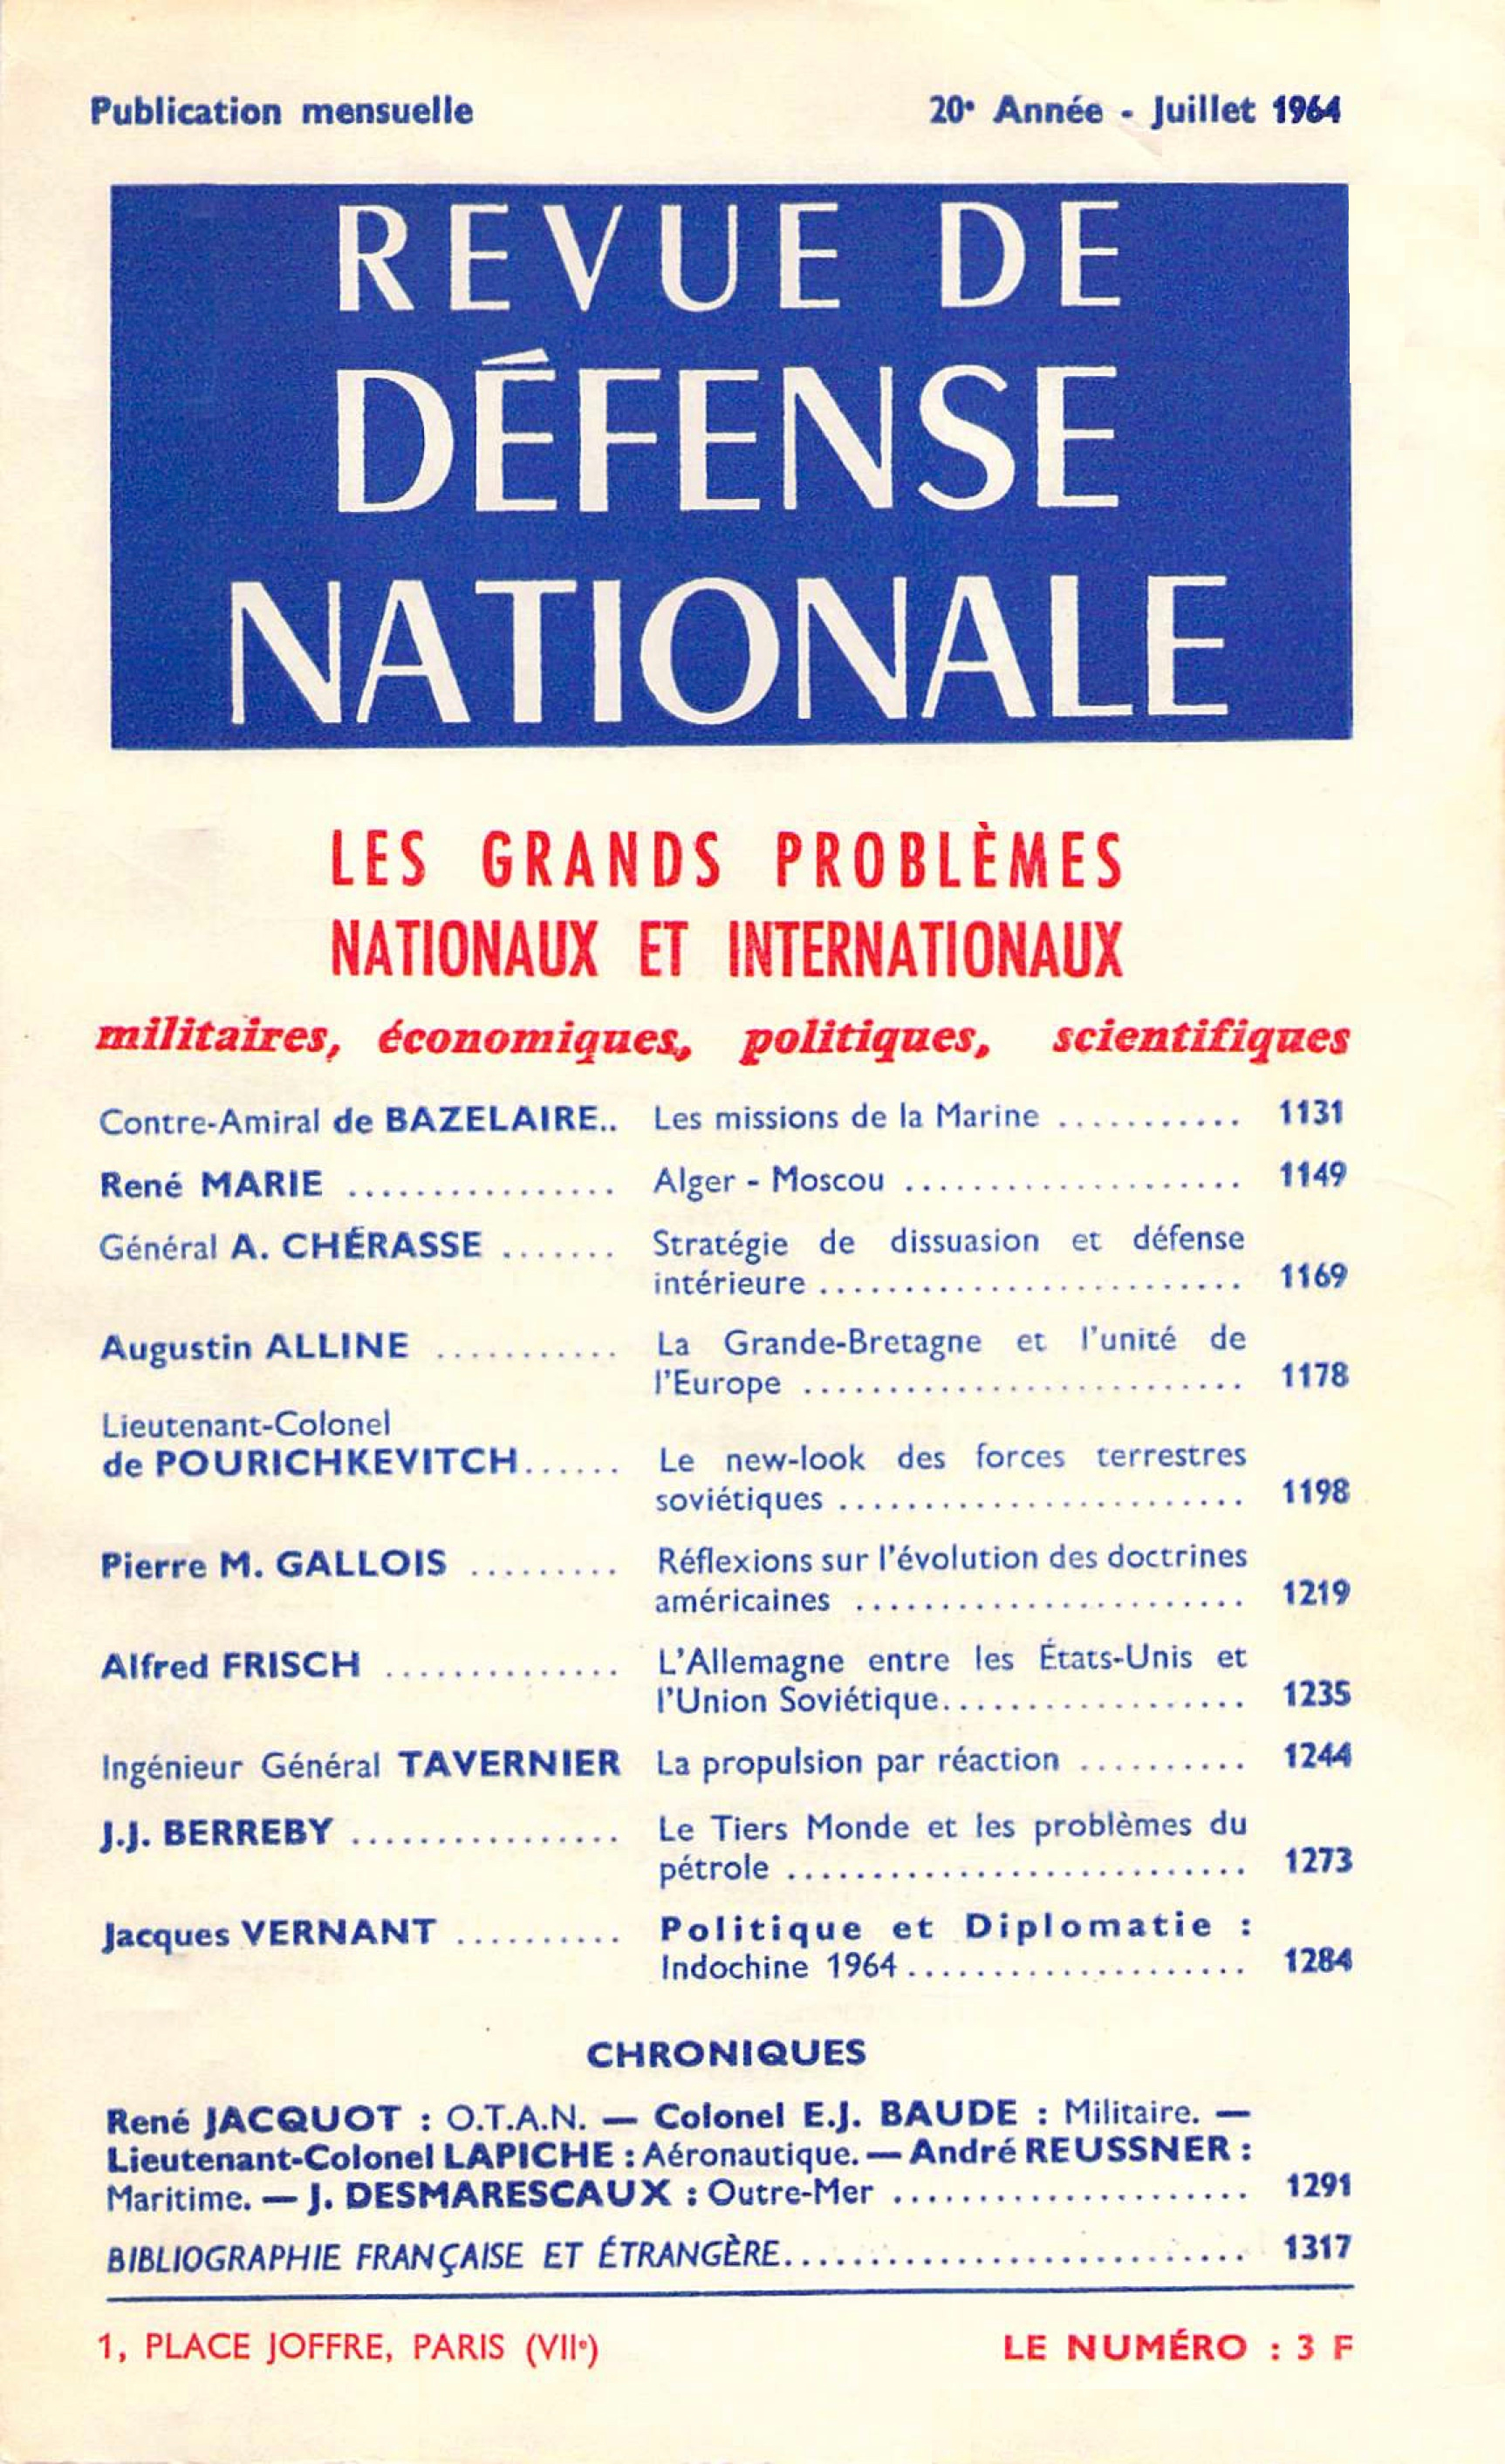 Publication mensuelle 20e Année - Juillet 1964
REVUE DE
DÉFENSE
NATIONALE
LES GRANDS PROBLÈMES
NATIONAUX ET INTERNATIONAUX
militaires, économiques, politiques, scientifiques
Contre-Amiral de BAZELAIRE.. Les missions de la Marine ........... 1131
René MARIE ................ Alger - Moscou .................... 1149
Général A. CHÉRASSE ....... Stratégie de dissuasion et défense
intérieure ......................... 1169
Augustin ALLINE ........... La Grande-Bretagne et l'unité de
l'Europe .......................... 1178
Lieutenant-Colonel
de POURICHKEVITCH...... Le new-look des forces terrestres
soviétiques ........................ 1198
Pierre M. GALLOIS ......... Réflexions sur l'évolution des doctrines
américaines ....................... 1219
Alfred FRISCH .............. L'Allemagne entre les États-Unis et
l'Union Soviétique.................. 1235
Ingénieur Général TAVERNIER La propulsion par réaction .......... 1244
J.J. BERREBY ................ Le Tiers Monde et les problèmes du
pétrole ........................... 1273
Jacques VERNANT .......... Politique et Diplomatie :
Indochine 1964.................... 1284
CHRONIQUES
René JACQUOT : O.T.A.N. — Colonel E.J. BAUDE : Militaire. —
Lieutenant-Colonel LAPICHE : Aéronautique. — André REUSSNER :
Maritime. — J. DESMARESCAUX : Outre-Mer ..................... 1291
BIBLIOGRAPHIE FRANÇAISE ET ÉTRANGÈRE........................... 1317
1, PLACE JOFFRE, PARIS (VIIe) LE NUMÉRO : 3 F